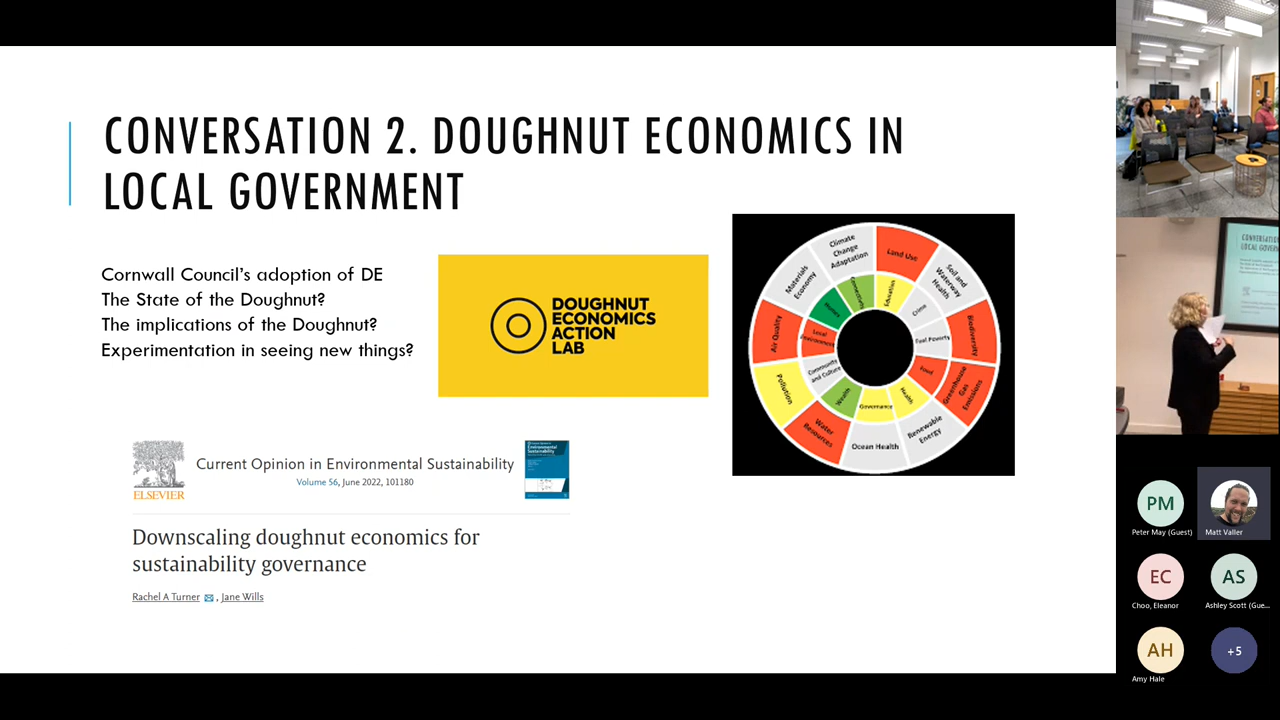 CONVERSATION 2. DOUGHNUT ECONOMICS IN
LOCAL GOVERNMENT
Cornwall Council's adoption of DE
The State of the Doughnut?
The implications of the Doughnut?
Experimentation in seeing new things?
DOUGHNUT
ECONOMICS
ACTION
LAB
Climate
Change
Adaptation
Land Use
Soil and
Waterway
Health
Biodiversity
Greenhouse
Gas
Emissions
Renewable
Energy
Ocean Health
Water
Resources
Pollution
Air Quality
Materials
Economy
Education
Crime
Fuel Poverty
Food
Health
Governance
Wealth
Community
and Culture
Local
Environment
ELSEVIER
Current Opinion in Environmental Sustainability
Volume 56, June 2022, 101180
Downscaling doughnut economics for
sustainability governance
Rachel A Turner , Jane Wills
CONVERSATION
LOCAL GOVERN
PM
Peter May (Guest)
Matt Valler
EC
Choo, Eleanor
AS
Ashley Scott (Gue...
AH
Amy Hale
+5